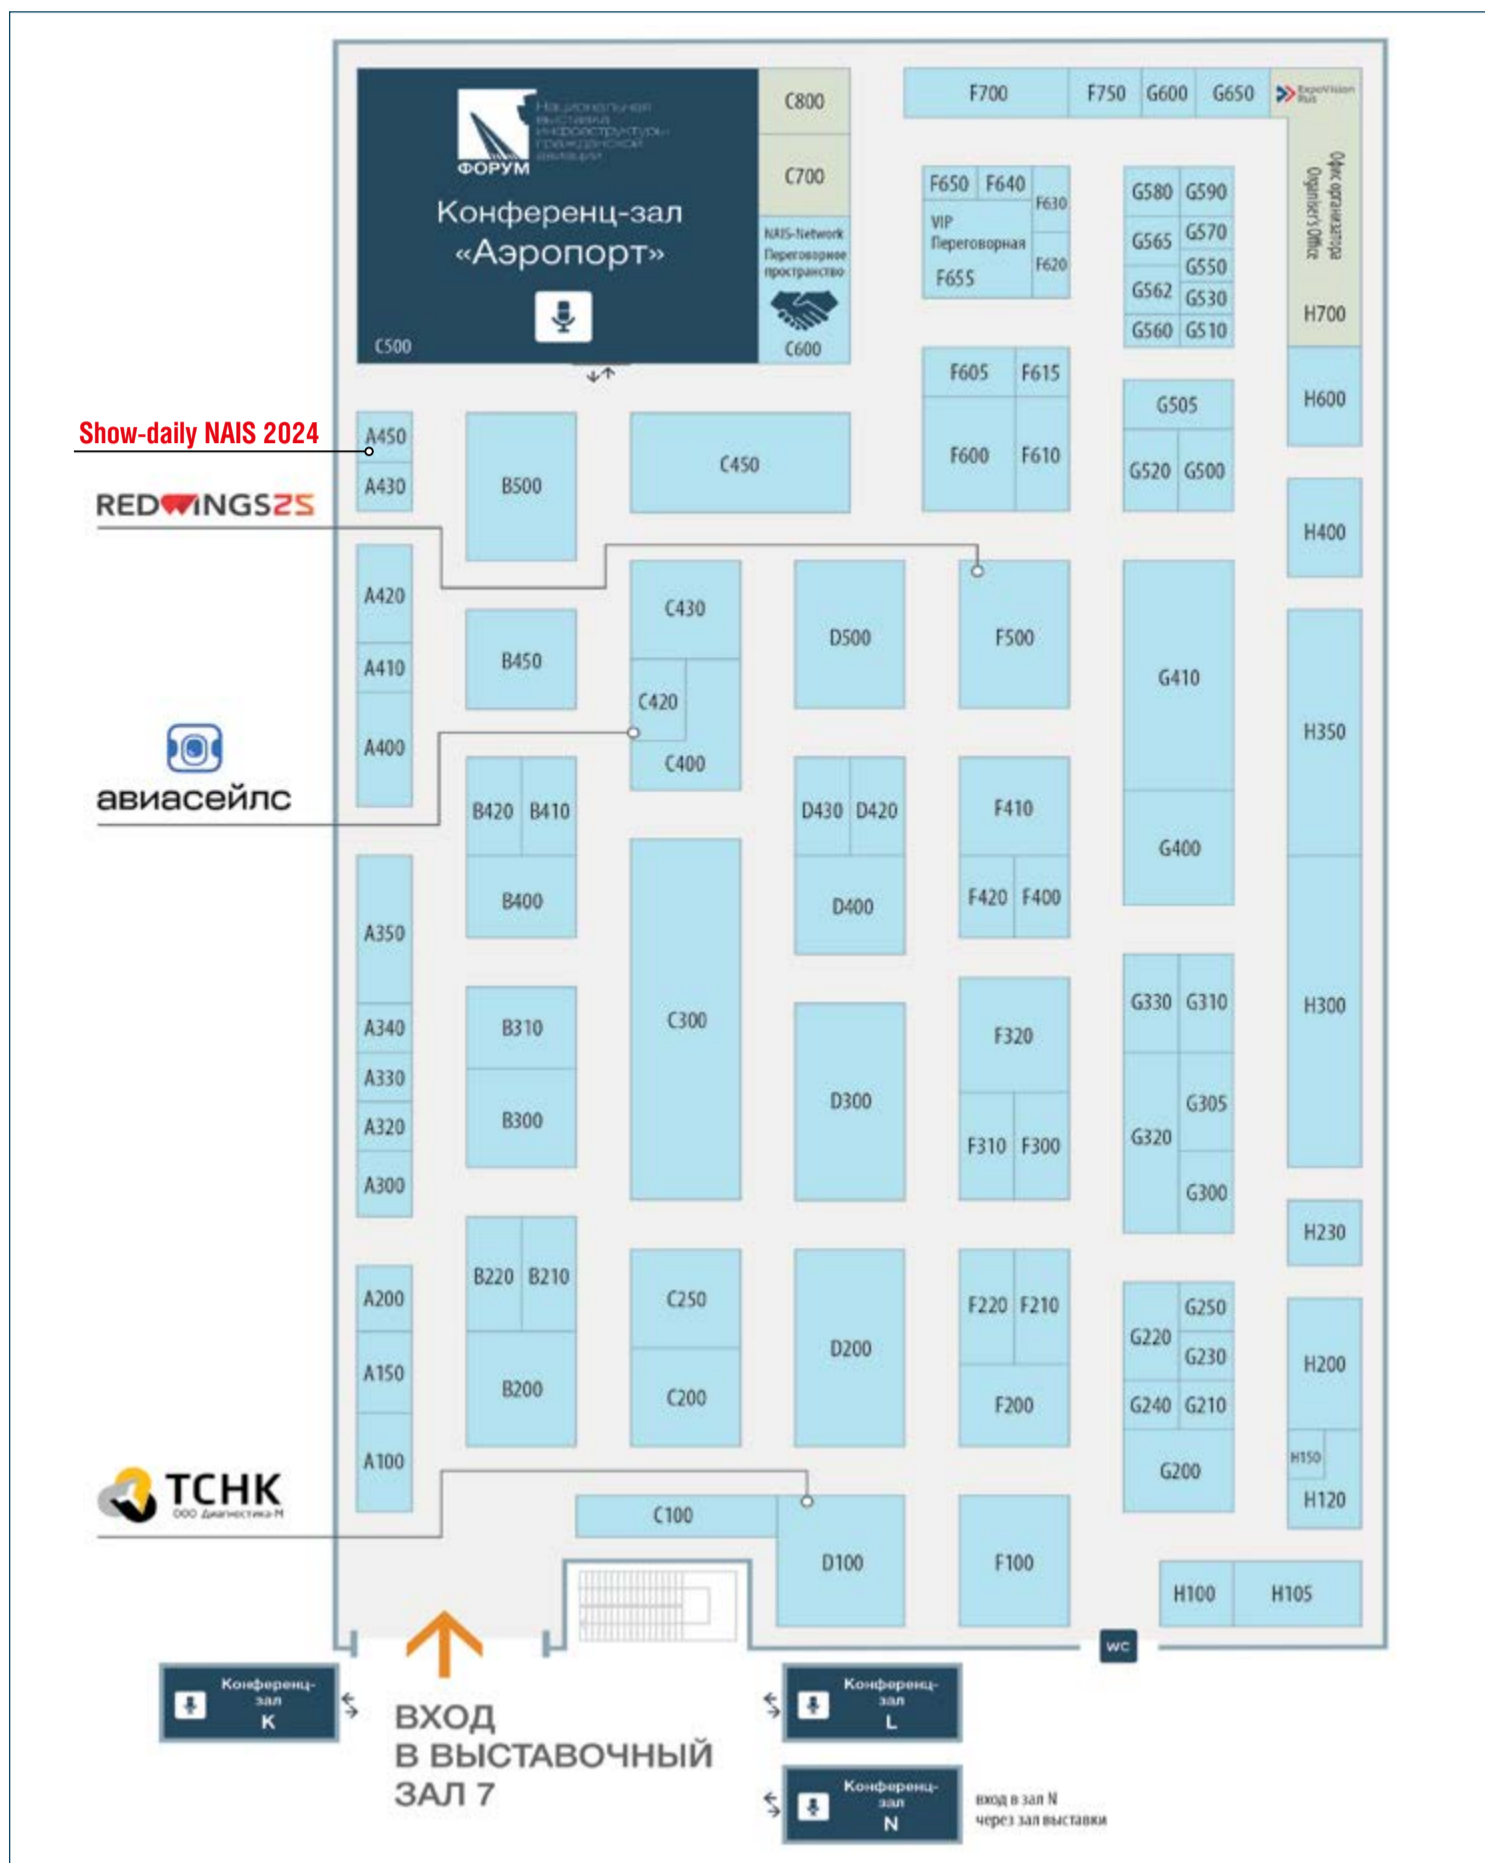 Национальная
выставка
инфраструктуры
гражданской
авиации
ФОРУМ
Конференц-зал
«Аэропорт»
C500
C800
C700
NAIS-Network
Переговорное
пространство
C600
F700
F750
G600
G650
ExpoVision
Rus
Офис организатора
Organiser's Office
H700
F650
F640
F630
VIP
Переговорная
F655
F620
G580
G590
G565
G570
G550
G562
G530
G560
G510
F605
F615
F600
F610
G505
G520
G500
H600
H400
Show-daily NAIS 2024
A450
A430
B500
C450
REDWINGS25
A420
A410
A400
B450
C430
C420
C400
D500
F500
G410
G400
H350
H300
авиасейлс
B420
B410
B400
D430
D420
D400
F410
F420
F400
A350
A340
A330
A320
A300
B310
B300
C300
D300
F320
F310
F300
G330
G310
G305
G320
G300
H230
A200
A150
A100
B220
B210
B200
C250
C200
D200
F220
F210
F200
G250
G220
G230
G240
G210
G200
H200
H150
H120
ТСНК
ООО Диагностика-М
C100
D100
F100
H100
H105
WC
Конференц-
зал
K
ВХОД
В ВЫСТАВОЧНЫЙ
ЗАЛ 7
Конференц-
зал
L
Конференц-
зал
N
вход в зал N
через зал выставки